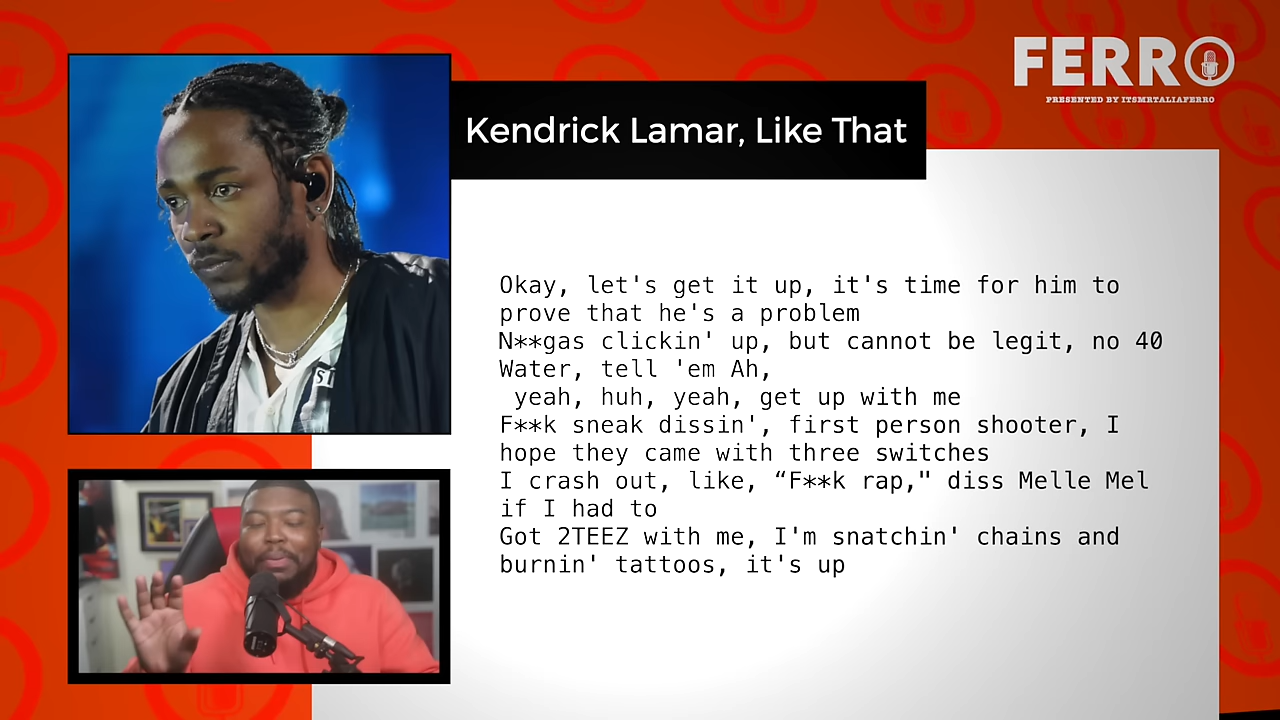 FERRO
PRESENTED BY ITSMRTALIAFERRO
Kendrick Lamar, Like That
Okay, let's get it up, it's time for him to
prove that he's a problem
N**gas clickin' up, but cannot be legit, no 40
Water, tell 'em Ah,
yeah, huh, yeah, get up with me
F**k sneak dissin', first person shooter, I
hope they came with three switches
I crash out, like, “F**k rap," diss Melle Mel
if I had to
Got 2TEEZ with me, I'm snatchin' chains and
burnin' tattoos, it's up